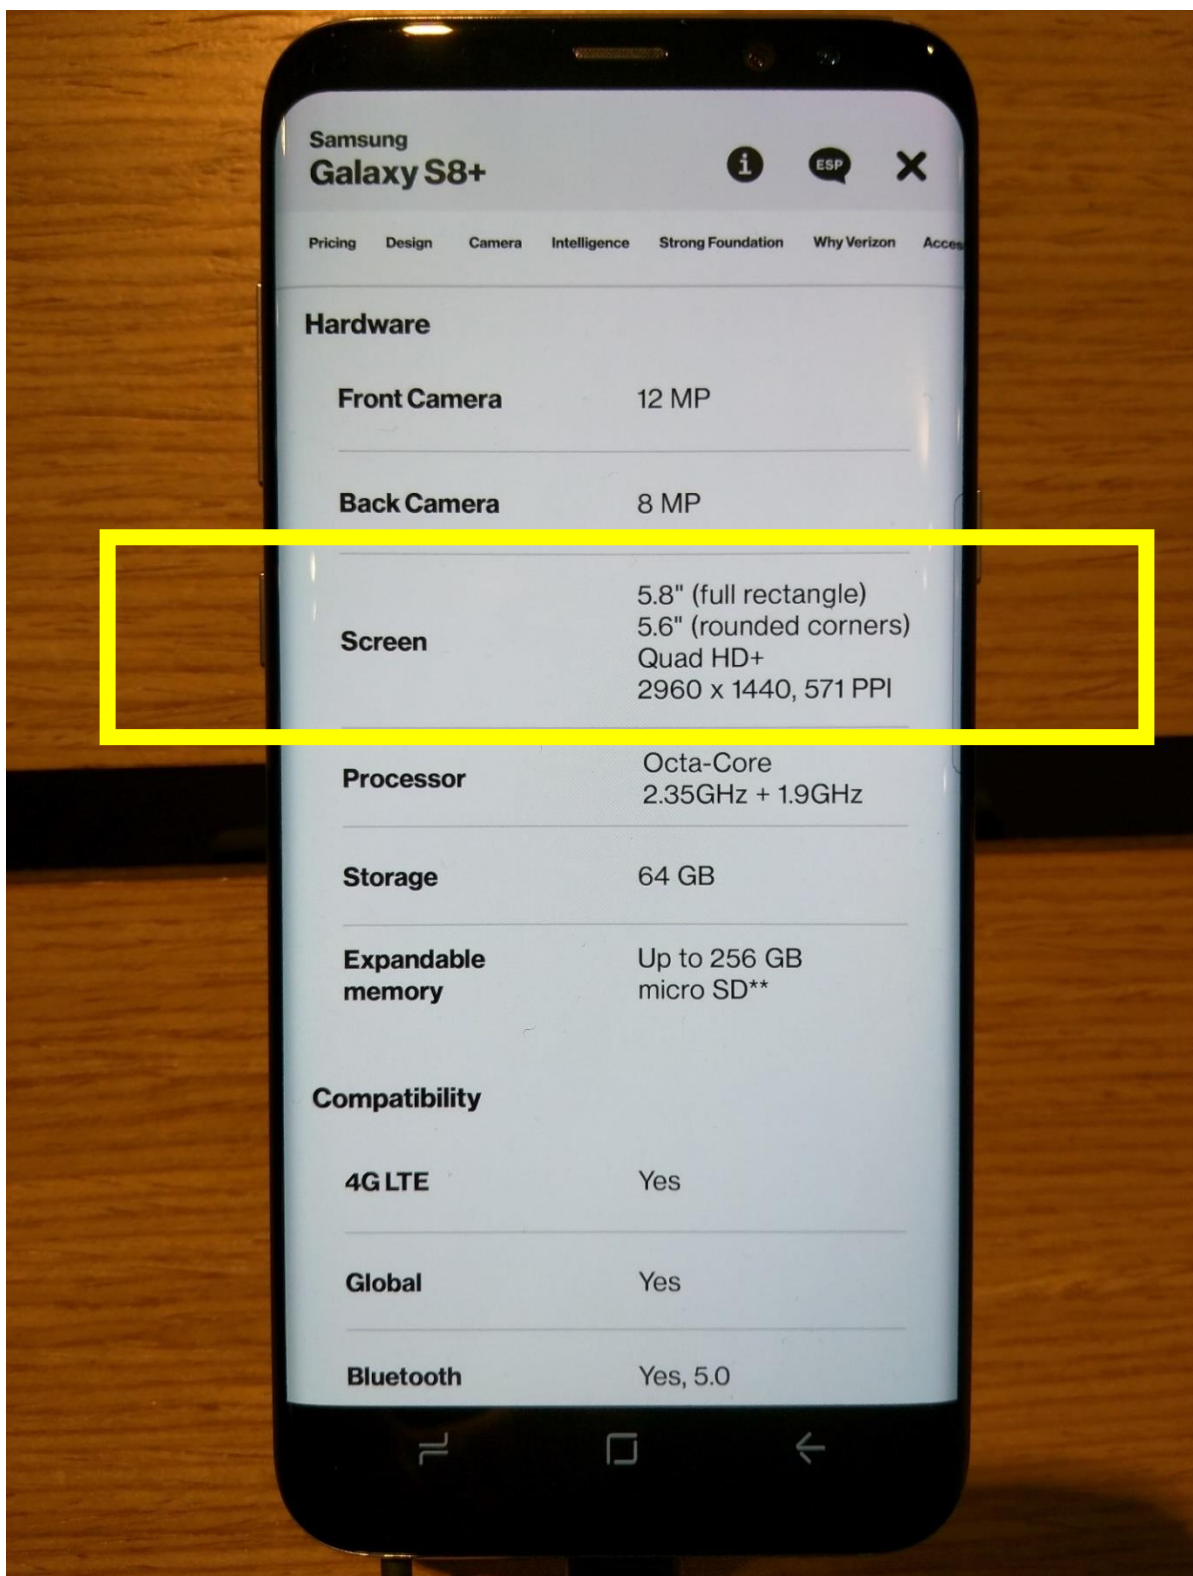 Samsung
Galaxy S8+
i
ESP
Pricing Design Camera Intelligence Strong Foundation Why Verizon Acces
Hardware
Front Camera 12 MP
Back Camera 8 MP
Screen 5.8" (full rectangle)
5.6" (rounded corners)
Quad HD+
2960 x 1440, 571 PPI
Processor Octa-Core
2.35GHz + 1.9GHz
Storage 64 GB
Expandable memory Up to 256 GB
micro SD**
Compatibility
4G LTE Yes
Global Yes
Bluetooth Yes, 5.0